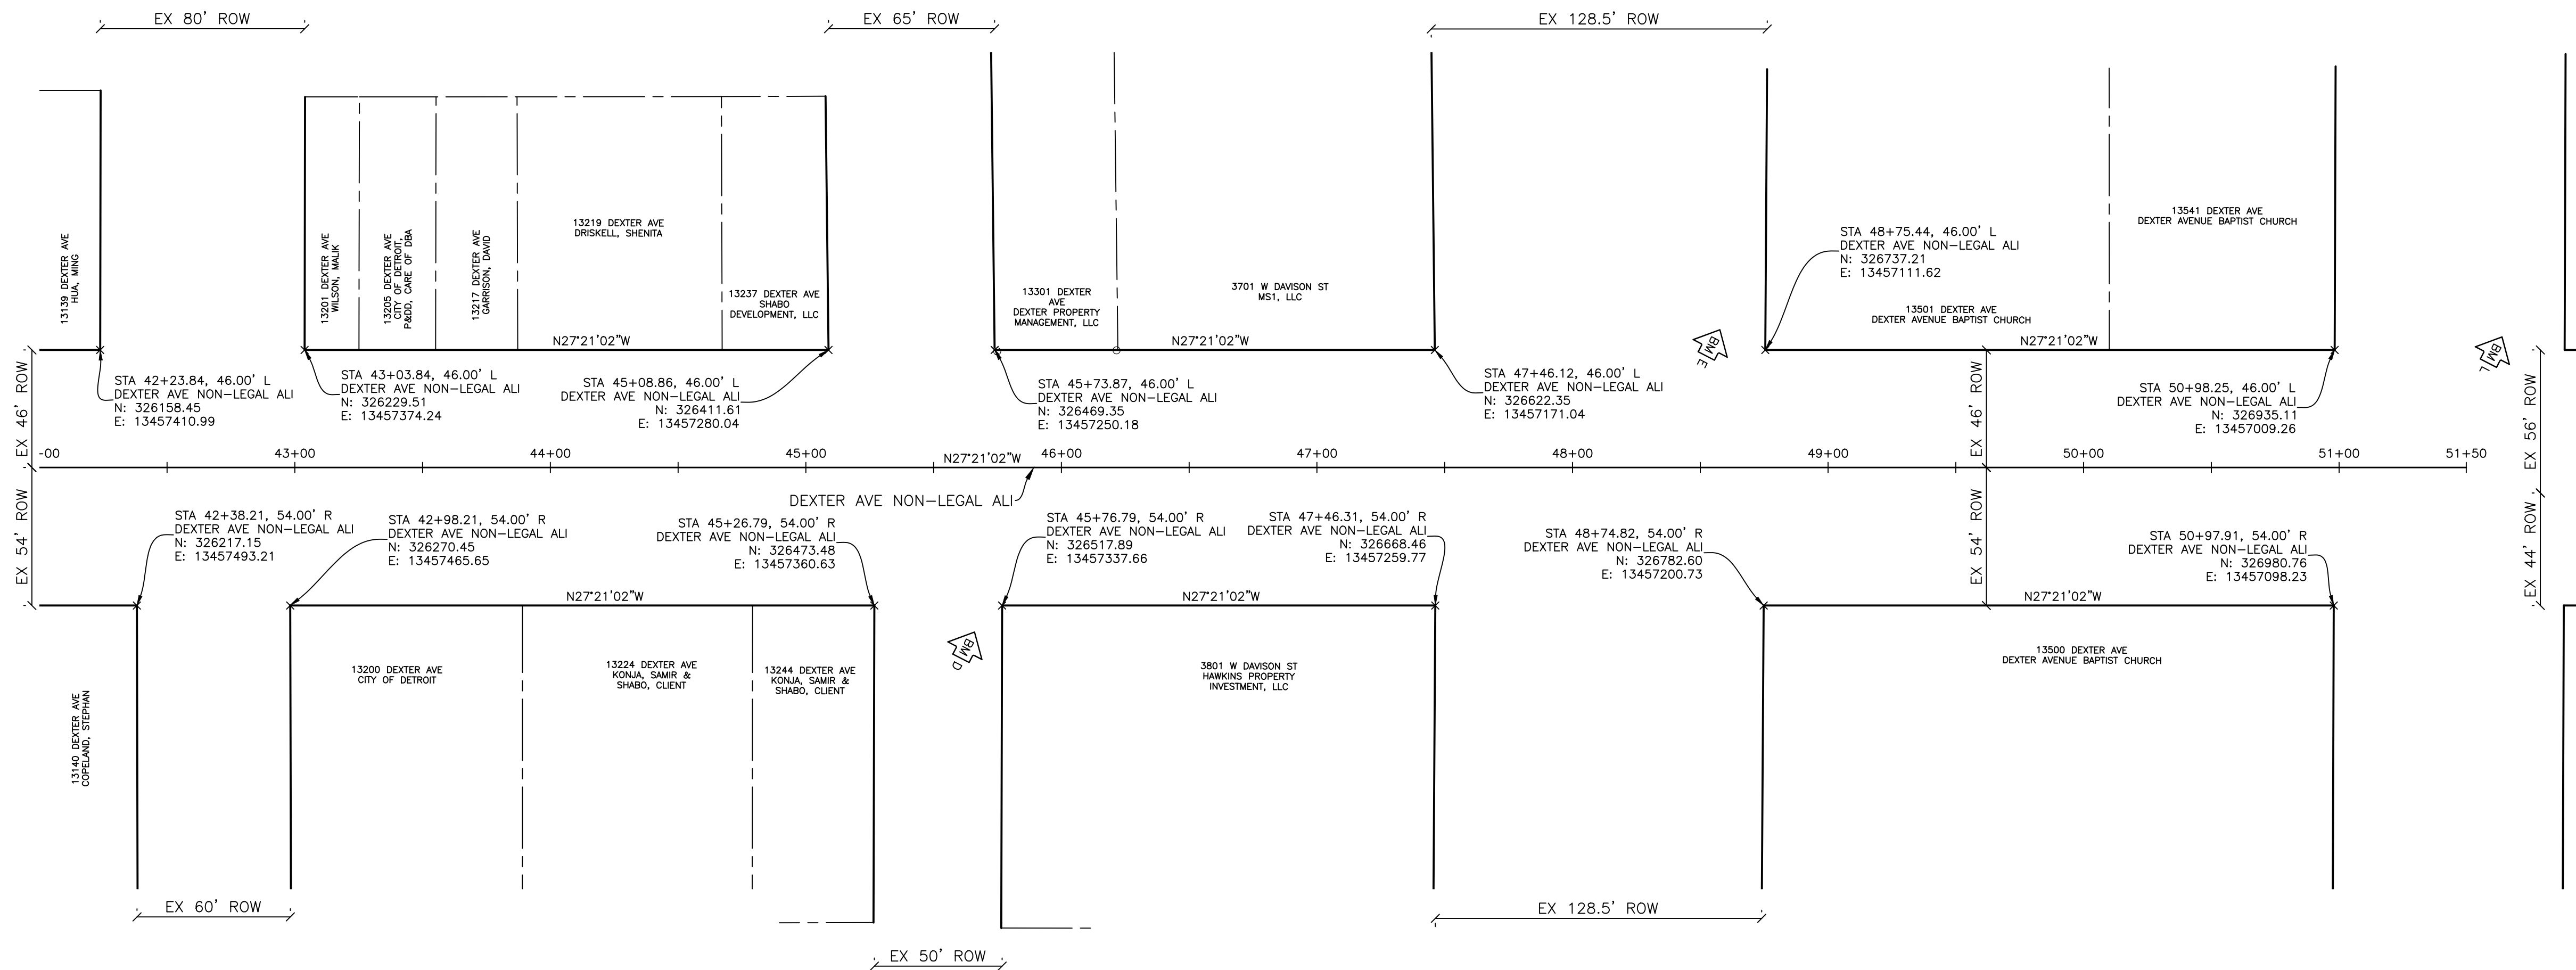 EX 80' ROW
EX 65' ROW
EX 128.5' ROW
13139 DEXTER AVE
HUA, MING
13201 DEXTER AVE
WILSON, MALIK
13205 DEXTER AVE
CITY OF DETROIT,
P&DD, CARE OF DBA
13217 DEXTER AVE
GARRISON, DAVID
13219 DEXTER AVE
DRISKELL, SHENITA
13237 DEXTER AVE
SHABO
DEVELOPMENT, LLC
13301 DEXTER
AVE
DEXTER PROPERTY
MANAGEMENT, LLC
3701 W DAVISON ST
MS1, LLC
STA 48+75.44, 46.00' L
DEXTER AVE NON-LEGAL ALI
N: 326737.21
E: 13457111.62
13501 DEXTER AVE
DEXTER AVENUE BAPTIST CHURCH
13541 DEXTER AVE
DEXTER AVENUE BAPTIST CHURCH
N27°21'02"W
N27°21'02"W
N27°21'02"W
BM E
BM L
EX 46' ROW
STA 42+23.84, 46.00' L
DEXTER AVE NON-LEGAL ALI
N: 326158.45
E: 13457410.99
STA 43+03.84, 46.00' L
DEXTER AVE NON-LEGAL ALI
N: 326229.51
E: 13457374.24
STA 45+08.86, 46.00' L
DEXTER AVE NON-LEGAL ALI
N: 326411.61
E: 13457280.04
STA 45+73.87, 46.00' L
DEXTER AVE NON-LEGAL ALI
N: 326469.35
E: 13457250.18
STA 47+46.12, 46.00' L
DEXTER AVE NON-LEGAL ALI
N: 326622.35
E: 13457171.04
EX 46' ROW
STA 50+98.25, 46.00' L
DEXTER AVE NON-LEGAL ALI
N: 326935.11
E: 13457009.26
EX 56' ROW
-00
43+00
44+00
45+00
N27°21'02"W
46+00
47+00
48+00
49+00
50+00
51+00
51+50
DEXTER AVE NON-LEGAL ALI
EX 54' ROW
STA 42+38.21, 54.00' R
DEXTER AVE NON-LEGAL ALI
N: 326217.15
E: 13457493.21
STA 42+98.21, 54.00' R
DEXTER AVE NON-LEGAL ALI
N: 326270.45
E: 13457465.65
STA 45+26.79, 54.00' R
DEXTER AVE NON-LEGAL ALI
N: 326473.48
E: 13457360.63
STA 45+76.79, 54.00' R
DEXTER AVE NON-LEGAL ALI
N: 326517.89
E: 13457337.66
STA 47+46.31, 54.00' R
DEXTER AVE NON-LEGAL ALI
N: 326668.46
E: 13457259.77
STA 48+74.82, 54.00' R
DEXTER AVE NON-LEGAL ALI
N: 326782.60
E: 13457200.73
EX 54' ROW
STA 50+97.91, 54.00' R
DEXTER AVE NON-LEGAL ALI
N: 326980.76
E: 13457098.23
EX 44' ROW
N27°21'02"W
N27°21'02"W
N27°21'02"W
BM D
13140 DEXTER AVE
COPELAND, STEPHAN
13200 DEXTER AVE
CITY OF DETROIT
13224 DEXTER AVE
KONJA, SAMIR &
SHABO, CLIENT
13244 DEXTER AVE
KONJA, SAMIR &
SHABO, CLIENT
3801 W DAVISON ST
HAWKINS PROPERTY
INVESTMENT, LLC
13500 DEXTER AVE
DEXTER AVENUE BAPTIST CHURCH
EX 60' ROW
EX 50' ROW
EX 128.5' ROW